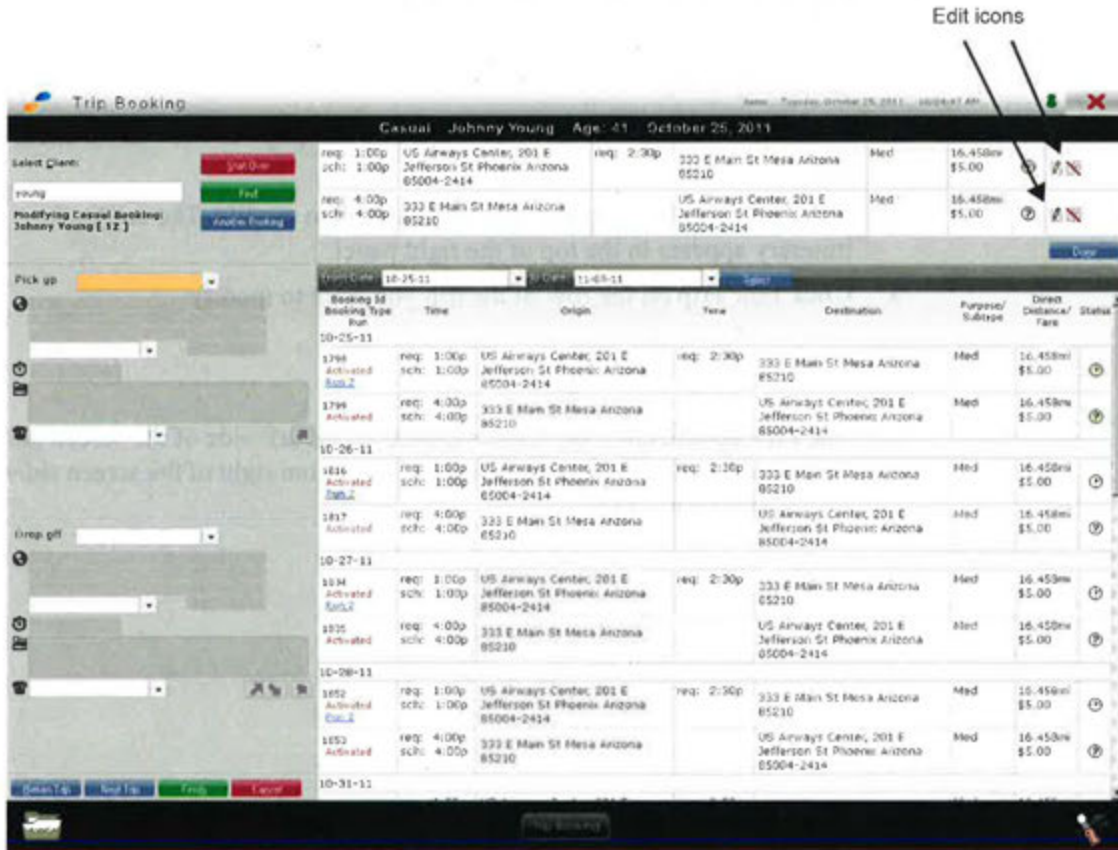 Edit icons
Trip Booking
Casual Johnny Young Age: 41 October 25, 2011
Select Client:
Start Over
young
Find
Modifying Casual Booking:
Johnny Young [ 12 ]
Another Booking
req: 1:00p US Airways Center, 201 E req: 2:30p 333 E Main St Mesa Arizona Med 16.458mi
sch: 1:00p Jefferson St Phoenix Arizona 85210 $5.00
85004-2414
req: 4:00p 333 E Main St Mesa Arizona US Airways Center, 201 E Med 16.458mi
sch: 4:00p 85210 Jefferson St Phoenix Arizona $5.00
85004-2414
Done
Pick up
From Date: 10-25-11 To Date: 11-09-11 Select
Booking Id
Booking Type
Run
Time Origin Time Destination Purpose/ Subtype Direct Distance/ Fare Status
10-25-11
1798 req: 1:00p US Airways Center, 201 E req: 2:30p 333 E Main St Mesa Arizona Med 16.458mi
Activated sch: 1:00p Jefferson St Phoenix Arizona 85210 $5.00
Run 2 85004-2414
1799 req: 4:00p 333 E Main St Mesa Arizona US Airways Center, 201 E Med 16.458mi
Activated sch: 4:00p 85210 Jefferson St Phoenix Arizona $5.00
85004-2414
10-26-11
1816 req: 1:00p US Airways Center, 201 E req: 2:30p 333 E Main St Mesa Arizona Med 16.458mi
Activated sch: 1:00p Jefferson St Phoenix Arizona 85210 $5.00
Run 2 85004-2414
1817 req: 4:00p 333 E Main St Mesa Arizona US Airways Center, 201 E Med 16.458mi
Activated sch: 4:00p 85210 Jefferson St Phoenix Arizona $5.00
85004-2414
Drop off
10-27-11
1834 req: 1:00p US Airways Center, 201 E req: 2:30p 333 E Main St Mesa Arizona Med 16.458mi
Activated sch: 1:00p Jefferson St Phoenix Arizona 85210 $5.00
Run 2 85004-2414
1835 req: 4:00p 333 E Main St Mesa Arizona US Airways Center, 201 E Med 16.458mi
Activated sch: 4:00p 85210 Jefferson St Phoenix Arizona $5.00
85004-2414
10-28-11
1852 req: 1:00p US Airways Center, 201 E req: 2:30p 333 E Main St Mesa Arizona Med 16.458mi
Activated sch: 1:00p Jefferson St Phoenix Arizona 85210 $5.00
Run 2 85004-2414
1853 req: 4:00p 333 E Main St Mesa Arizona US Airways Center, 201 E Med 16.458mi
Activated sch: 4:00p 85210 Jefferson St Phoenix Arizona $5.00
85004-2414
10-31-11
Return Trip Next Trip Finish Cancel
Trip Booking